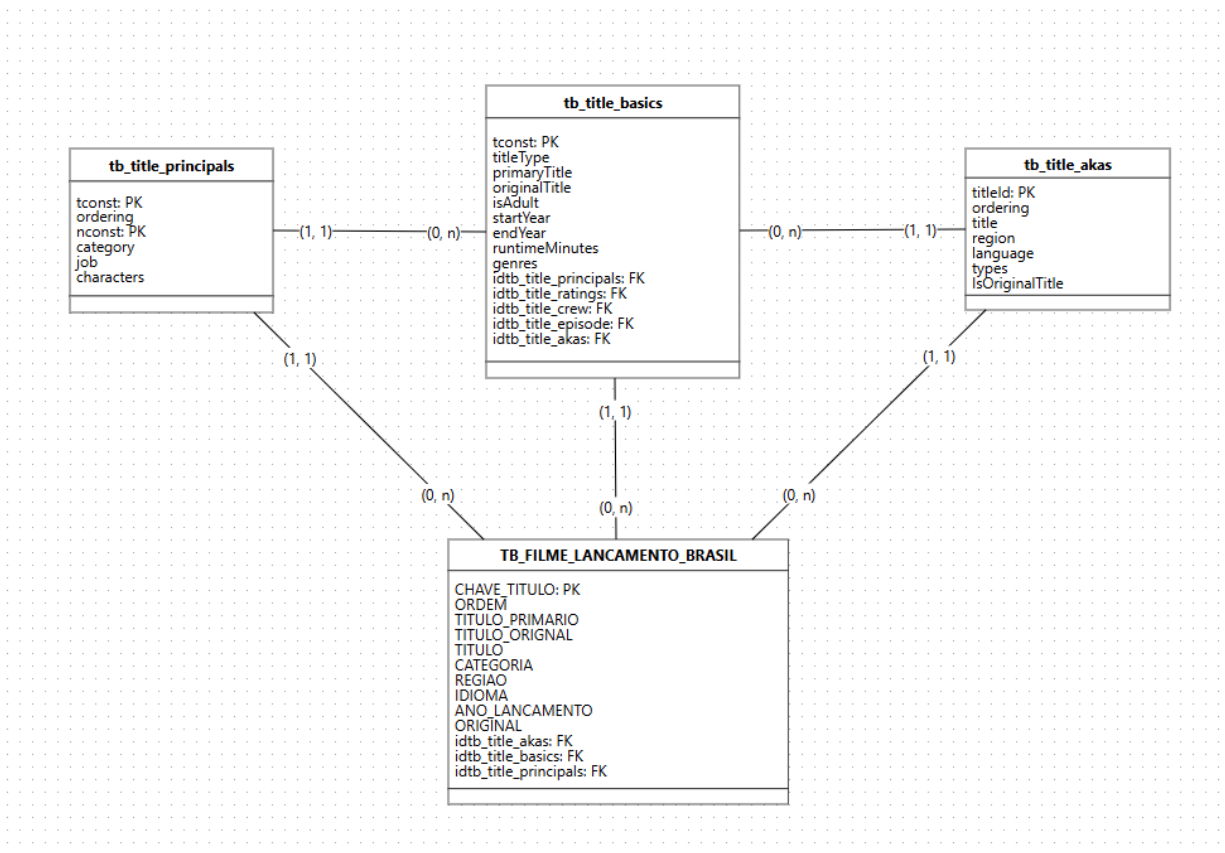 tb_title_basics
tconst: PK
titleType
primaryTitle
originalTitle
isAdult
startYear
endYear
runtimeMinutes
genres
idtb_title_principals: FK
idtb_title_ratings: FK
idtb_title_crew: FK
idtb_title_episode: FK
idtb_title_akas: FK
tb_title_principals
tconst: PK
ordering
nconst: PK
category
job
characters
tb_title_akas
titleId: PK
ordering
title
region
language
types
IsOriginalTitle
(1, 1)
(0, n)
(0, n)
(1, 1)
(1, 1)
(1, 1)
(1, 1)
(0, n)
(0, n)
(0, n)
TB_FILME_LANCAMENTO_BRASIL
CHAVE_TITULO: PK
ORDEM
TITULO_PRIMARIO
TITULO_ORIGNAL
TITULO
CATEGORIA
REGIAO
IDIOMA
ANO_LANCAMENTO
ORIGINAL
idtb_title_akas: FK
idtb_title_basics: FK
idtb_title_principals: FK